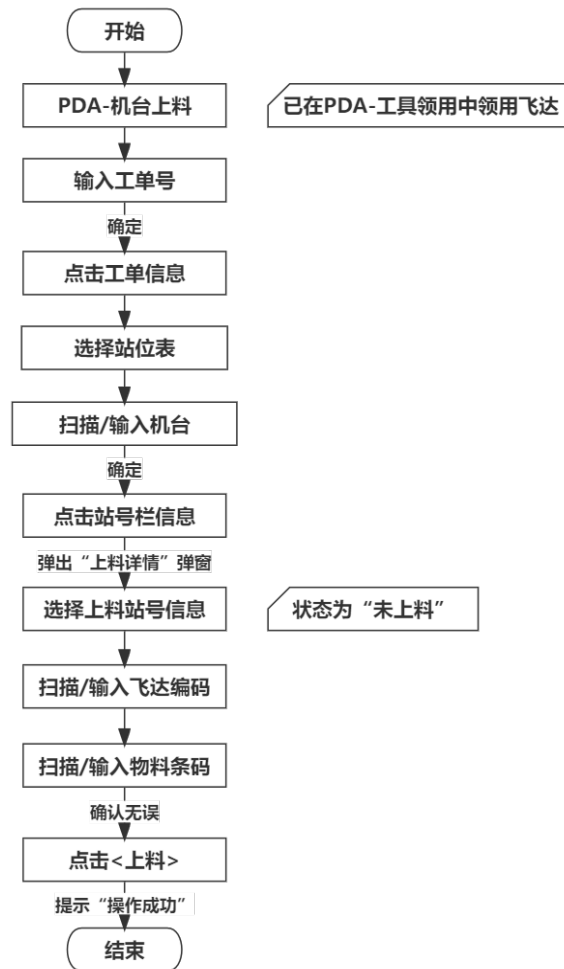 开始
PDA-机台上料
已在PDA-工具领用中领用飞达
输入工单号
确定
点击工单信息
选择站位表
扫描/输入机台
确定
点击站号栏信息
弹出“上料详情”弹窗
选择上料站号信息
状态为“未上料”
扫描/输入飞达编码
扫描/输入物料条码
确认无误
点击<上料>
提示“操作成功”
结束